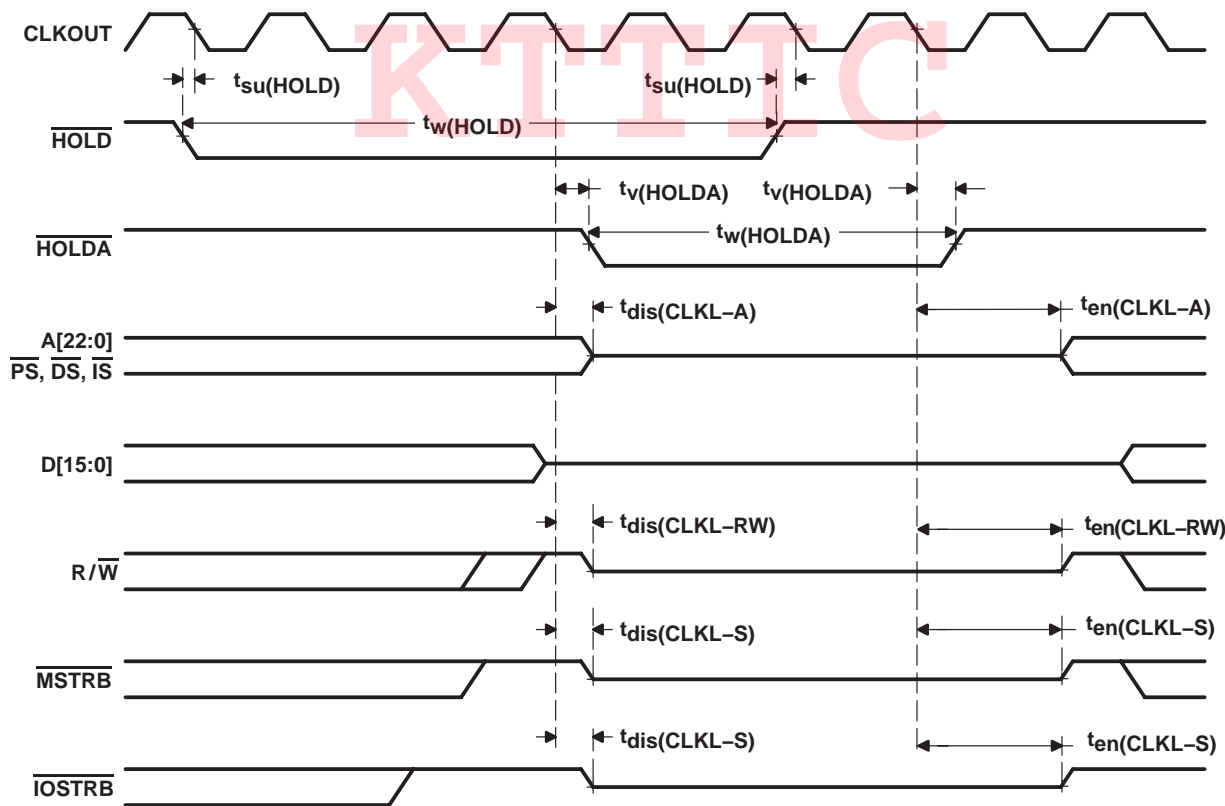 KTTIC
CLKOUT
tsu(HOLD) tsu(HOLD)
HOLD tw(HOLD)
tv(HOLDA) tv(HOLDA)
HOLDA tw(HOLDA)
tdis(CLKL–A) ten(CLKL–A)
A[22:0]
PS, DS, IS
D[15:0]
tdis(CLKL–RW) ten(CLKL–RW)
R/W
tdis(CLKL–S) ten(CLKL–S)
MSTRB
tdis(CLKL–S) ten(CLKL–S)
IOSTRB